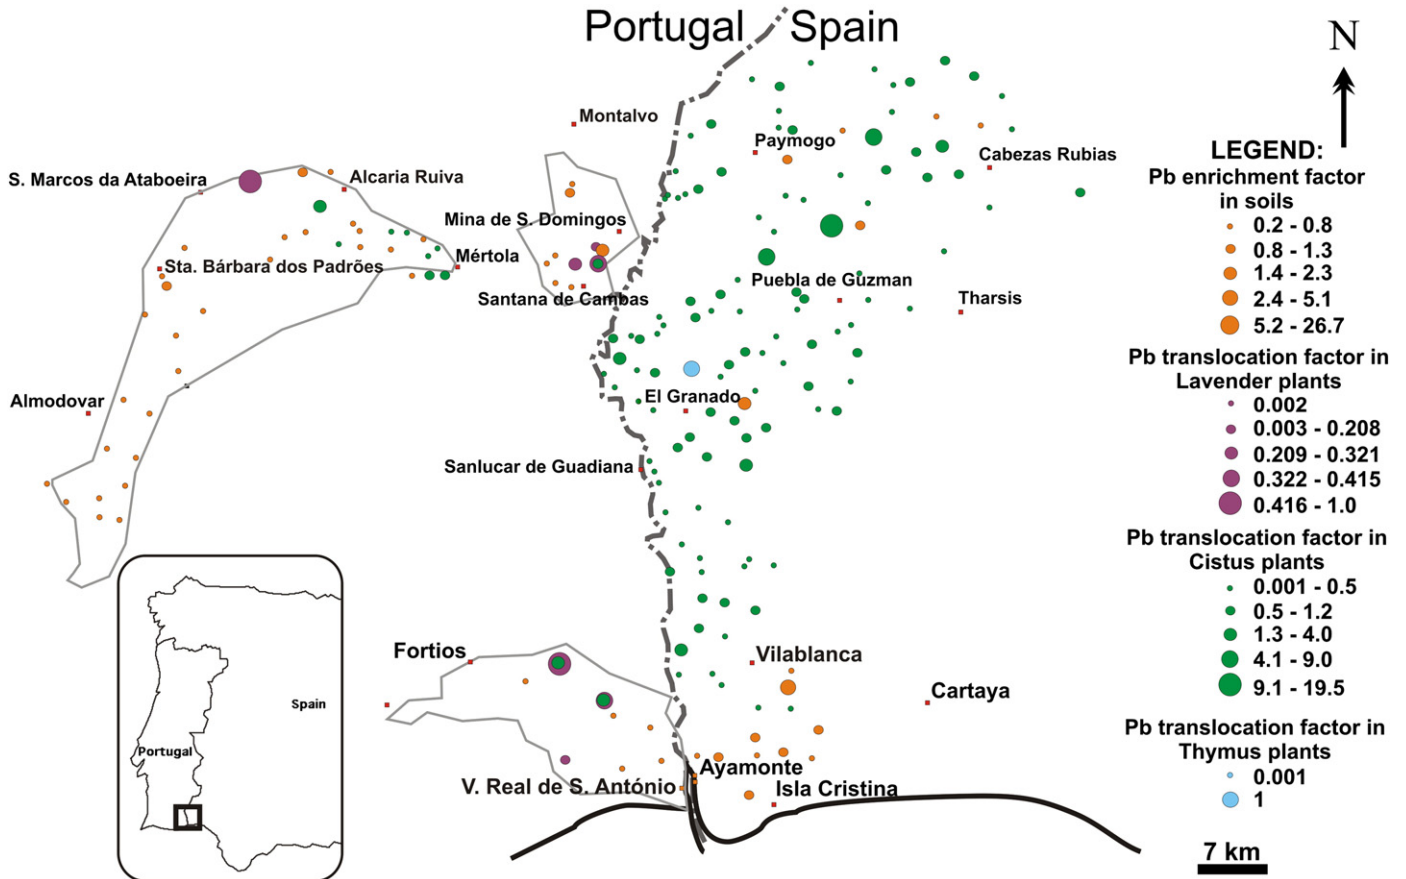 Portugal Spain
N
Montalvo
Paymogo
Cabezas Rubias
S. Marcos da Ataboeira
Alcaria Ruiva
Mina de S. Domingos
Sta. Bárbara dos Padrões
Mértola
Santana de Cambas
Puebla de Guzman
Tharsis
Almodovar
El Granado
Sanlucar de Guadiana
Fortios
Vilablanca
Cartaya
V. Real de S. António
Ayamonte
Isla Cristina
Spain
Portugal
LEGEND:
Pb enrichment factor
in soils
0.2 - 0.8
0.8 - 1.3
1.4 - 2.3
2.4 - 5.1
5.2 - 26.7
Pb translocation factor in
Lavender plants
0.002
0.003 - 0.208
0.209 - 0.321
0.322 - 0.415
0.416 - 1.0
Pb translocation factor in
Cistus plants
0.001 - 0.5
0.5 - 1.2
1.3 - 4.0
4.1 - 9.0
9.1 - 19.5
Pb translocation factor in
Thymus plants
0.001
1
7 km